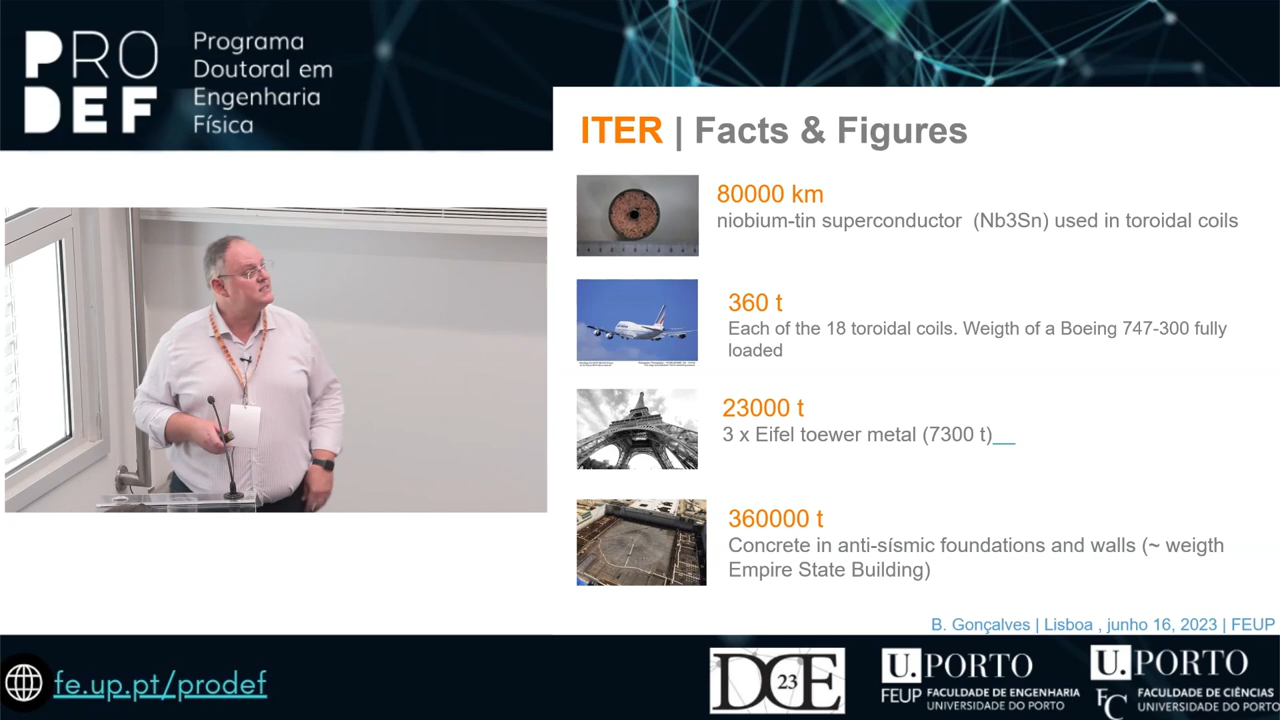 PRO
DEF
Programa
Doutoral em
Engenharia
Física
ITER | Facts & Figures
80000 km
niobium-tin superconductor (Nb3Sn) used in toroidal coils
360 t
Each of the 18 toroidal coils. Weigth of a Boeing 747-300 fully
loaded
23000 t
3 x Eifel toewer metal (7300 t)
360000 t
Concrete in anti-sísmic foundations and walls (~ weigth
Empire State Building)
B. Gonçalves | Lisboa , junho 16, 2023 | FEUP
fe.up.pt/prodef
DCE
23
U.PORTO
FEUP FACULDADE DE ENGENHARIA
UNIVERSIDADE DO PORTO
U.PORTO
FC FACULDADE DE CIÊNCIAS
UNIVERSIDADE DO PORTO